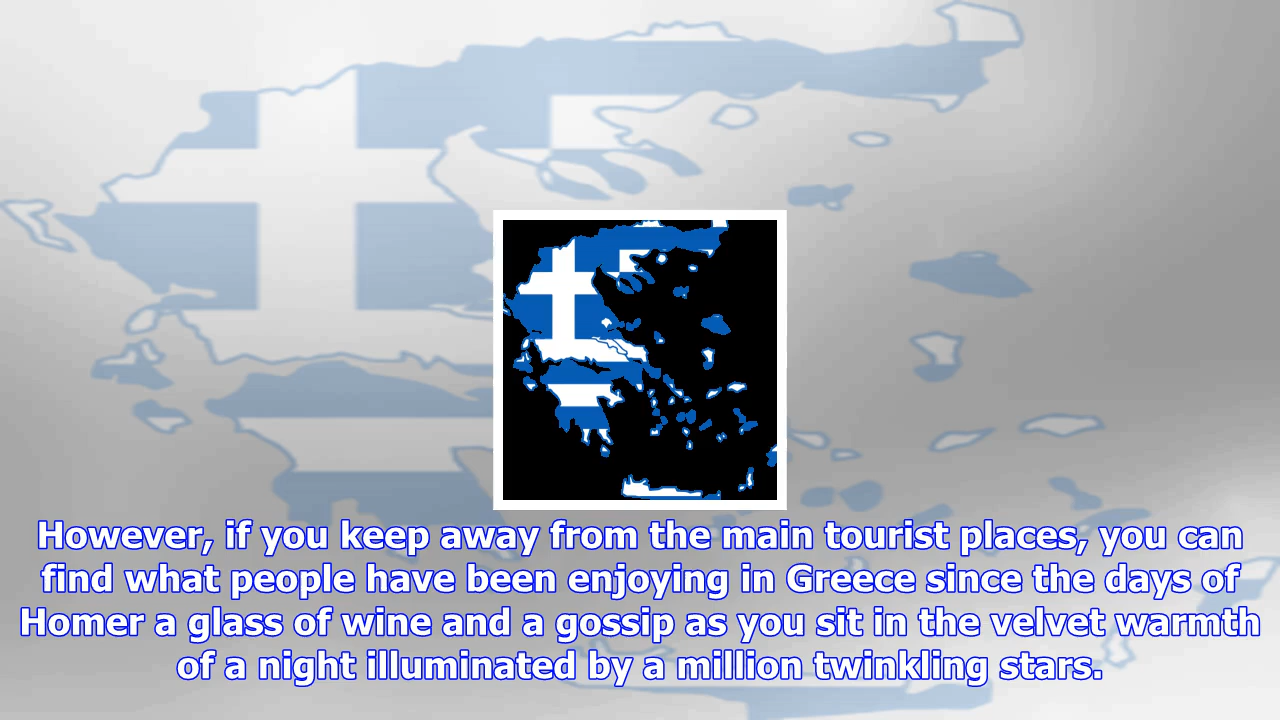 However, if you keep away from the main tourist places, you can
find what people have been enjoying in Greece since the days of
Homer a glass of wine and a gossip as you sit in the velvet warmth
of a night illuminated by a million twinkling stars.